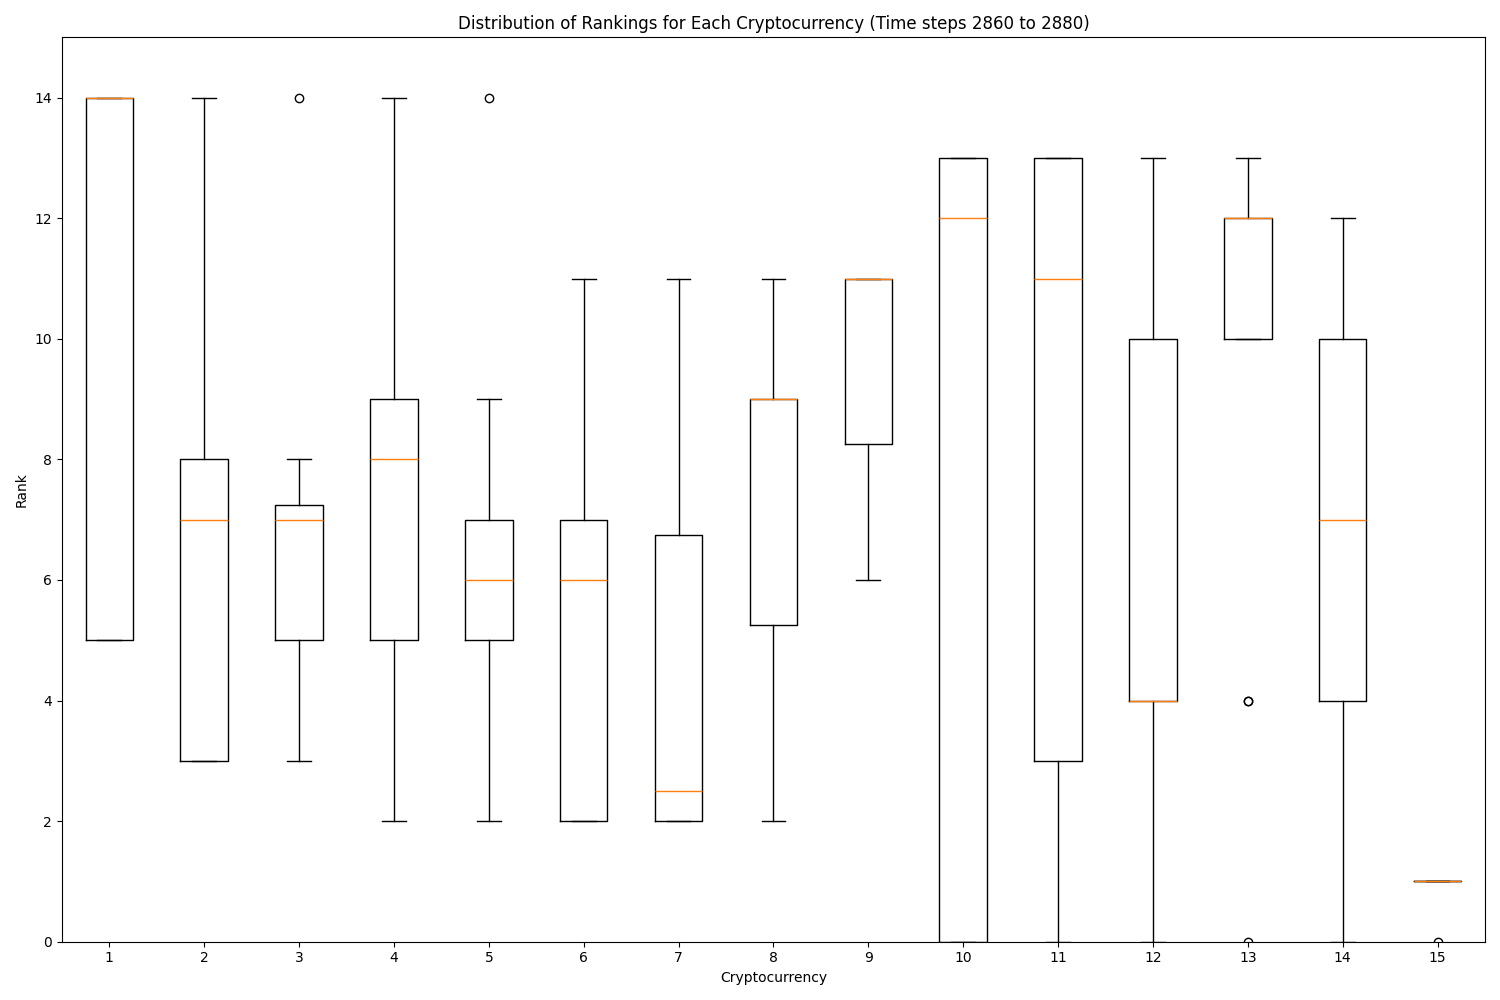 Distribution of Rankings for Each Cryptocurrency (Time steps 2860 to 2880)
Rank
14
12
10
8
6
4
2
0
1 2 3 4 5 6 7 8 9 10 11 12 13 14 15
Cryptocurrency